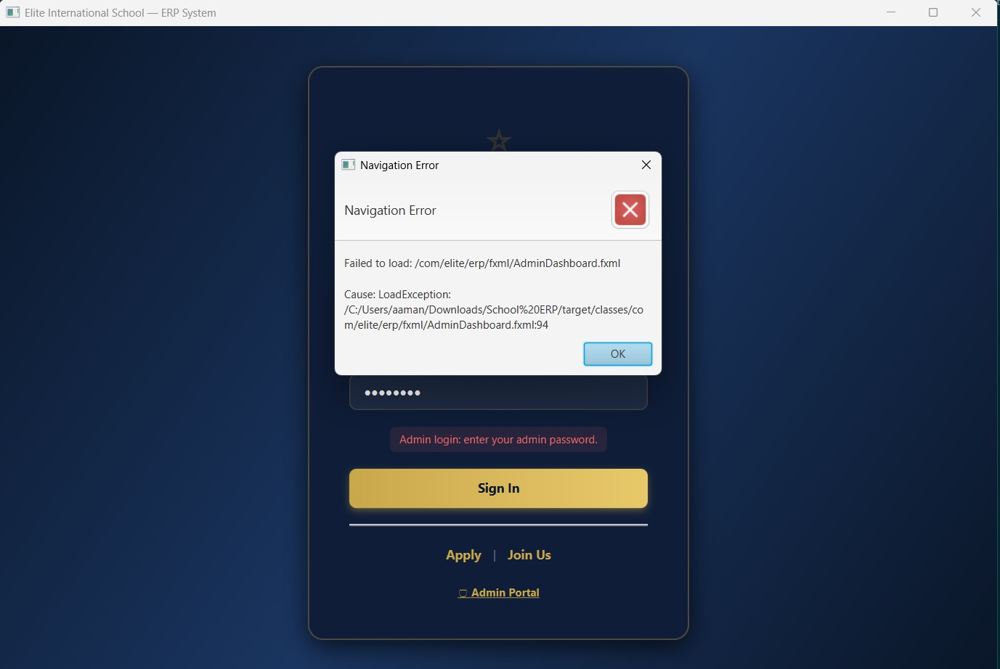 Elite International School — ERP System
Navigation Error
Navigation Error
Failed to load: /com/elite/erp/fxml/AdminDashboard.fxml
Cause: LoadException:
/C:/Users/aaman/Downloads/School%20ERP/target/classes/co
m/elite/erp/fxml/AdminDashboard.fxml:94
OK
••••••••
Admin login: enter your admin password.
Sign In
Apply | Join Us
Admin Portal